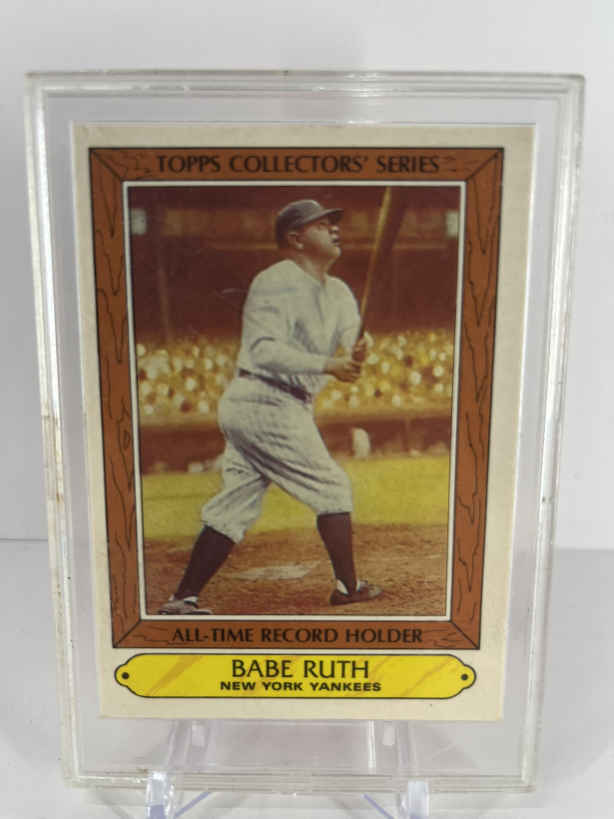 TOPPS COLLECTORS' SERIES
ALL-TIME RECORD HOLDER
BABE RUTH
NEW YORK YANKEES